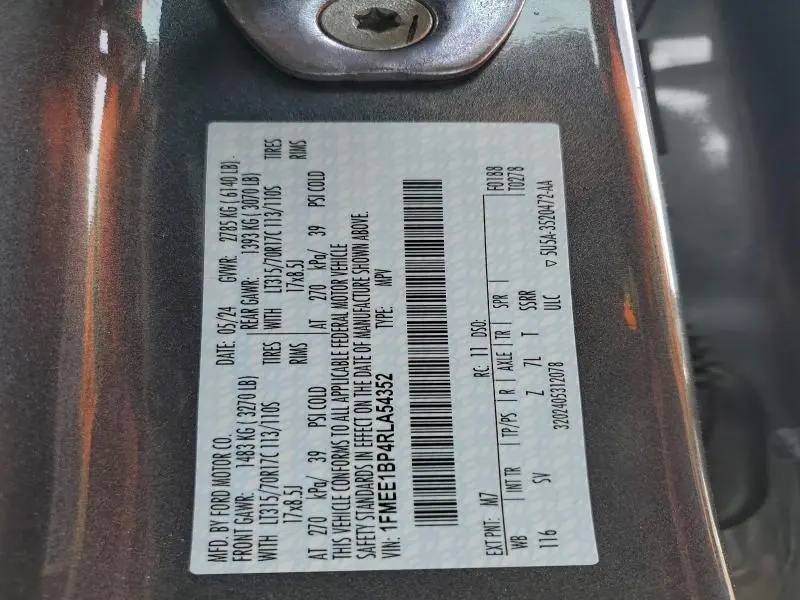 MFD. BY FORD MOTOR CO.
DATE: 05/24 GVWR: 2785 KG ( 6140 LB).
FRONT GAWR: 1483 KG (3270 LB) REAR GAWR: 1393 KG ( 3070 LB)
WITH LT315/70R17C 113/110S TIRES WITH LT315/70R17C 113/110S TIRES
17x8.5J RIMS 17x8.5J RIMS
AT 270 kPa/ 39 PSI COLD AT 270 kPa/ 39 PSI COLD
THIS VEHICLE CONFORMS TO ALL APPLICABLE FEDERAL MOTOR VEHICLE
SAFETY STANDARDS IN EFFECT ON THE DATE OF MANUFACTURE SHOWN ABOVE.
VIN: 1FMEE1BP4RLA54352 TYPE: MPV
EXT PNT: M7 RC: 11 DSO: F0188
WB | INT TR | TP/PS | R | AXLE | TR | SPR | T0278
116 SV Z 7L T SSRR
3202405312078 ULC ▽ 5U5A-3520472-AA